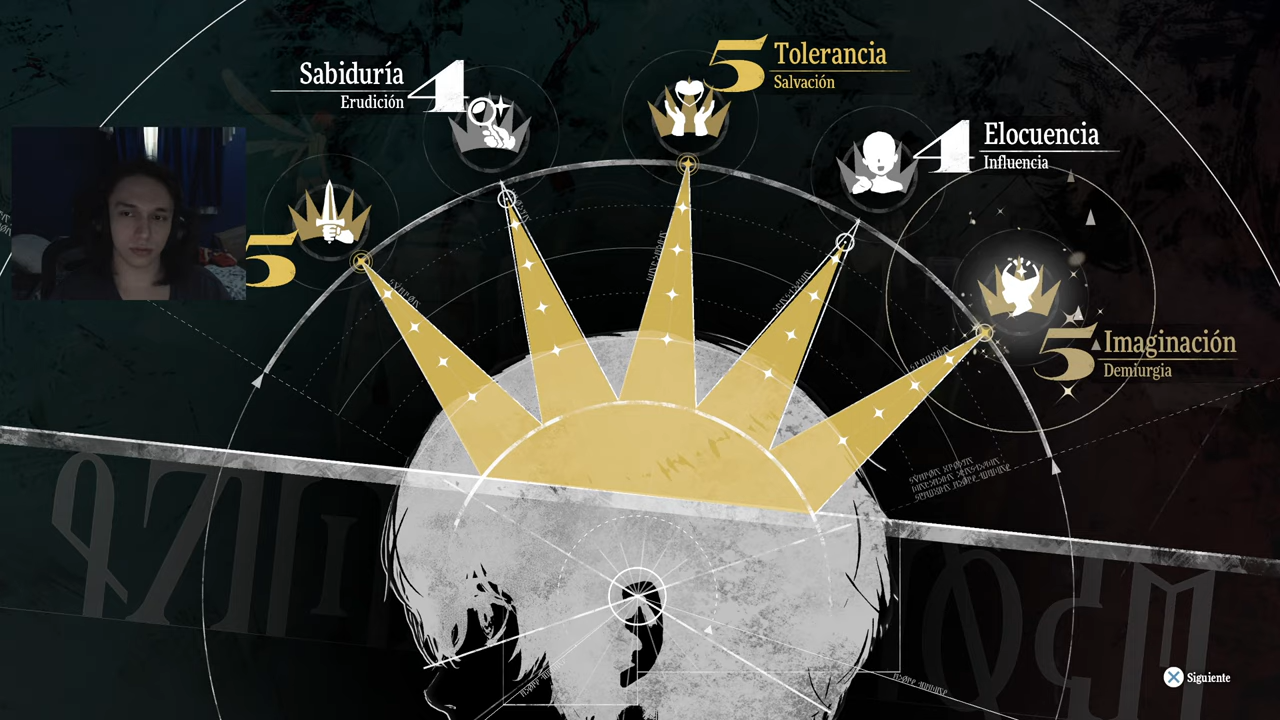 Sabiduría
4
Erudición
5
Tolerancia
Salvación
4
Elocuencia
Influencia
5
5
Imaginación
Demiurgia
Siguiente